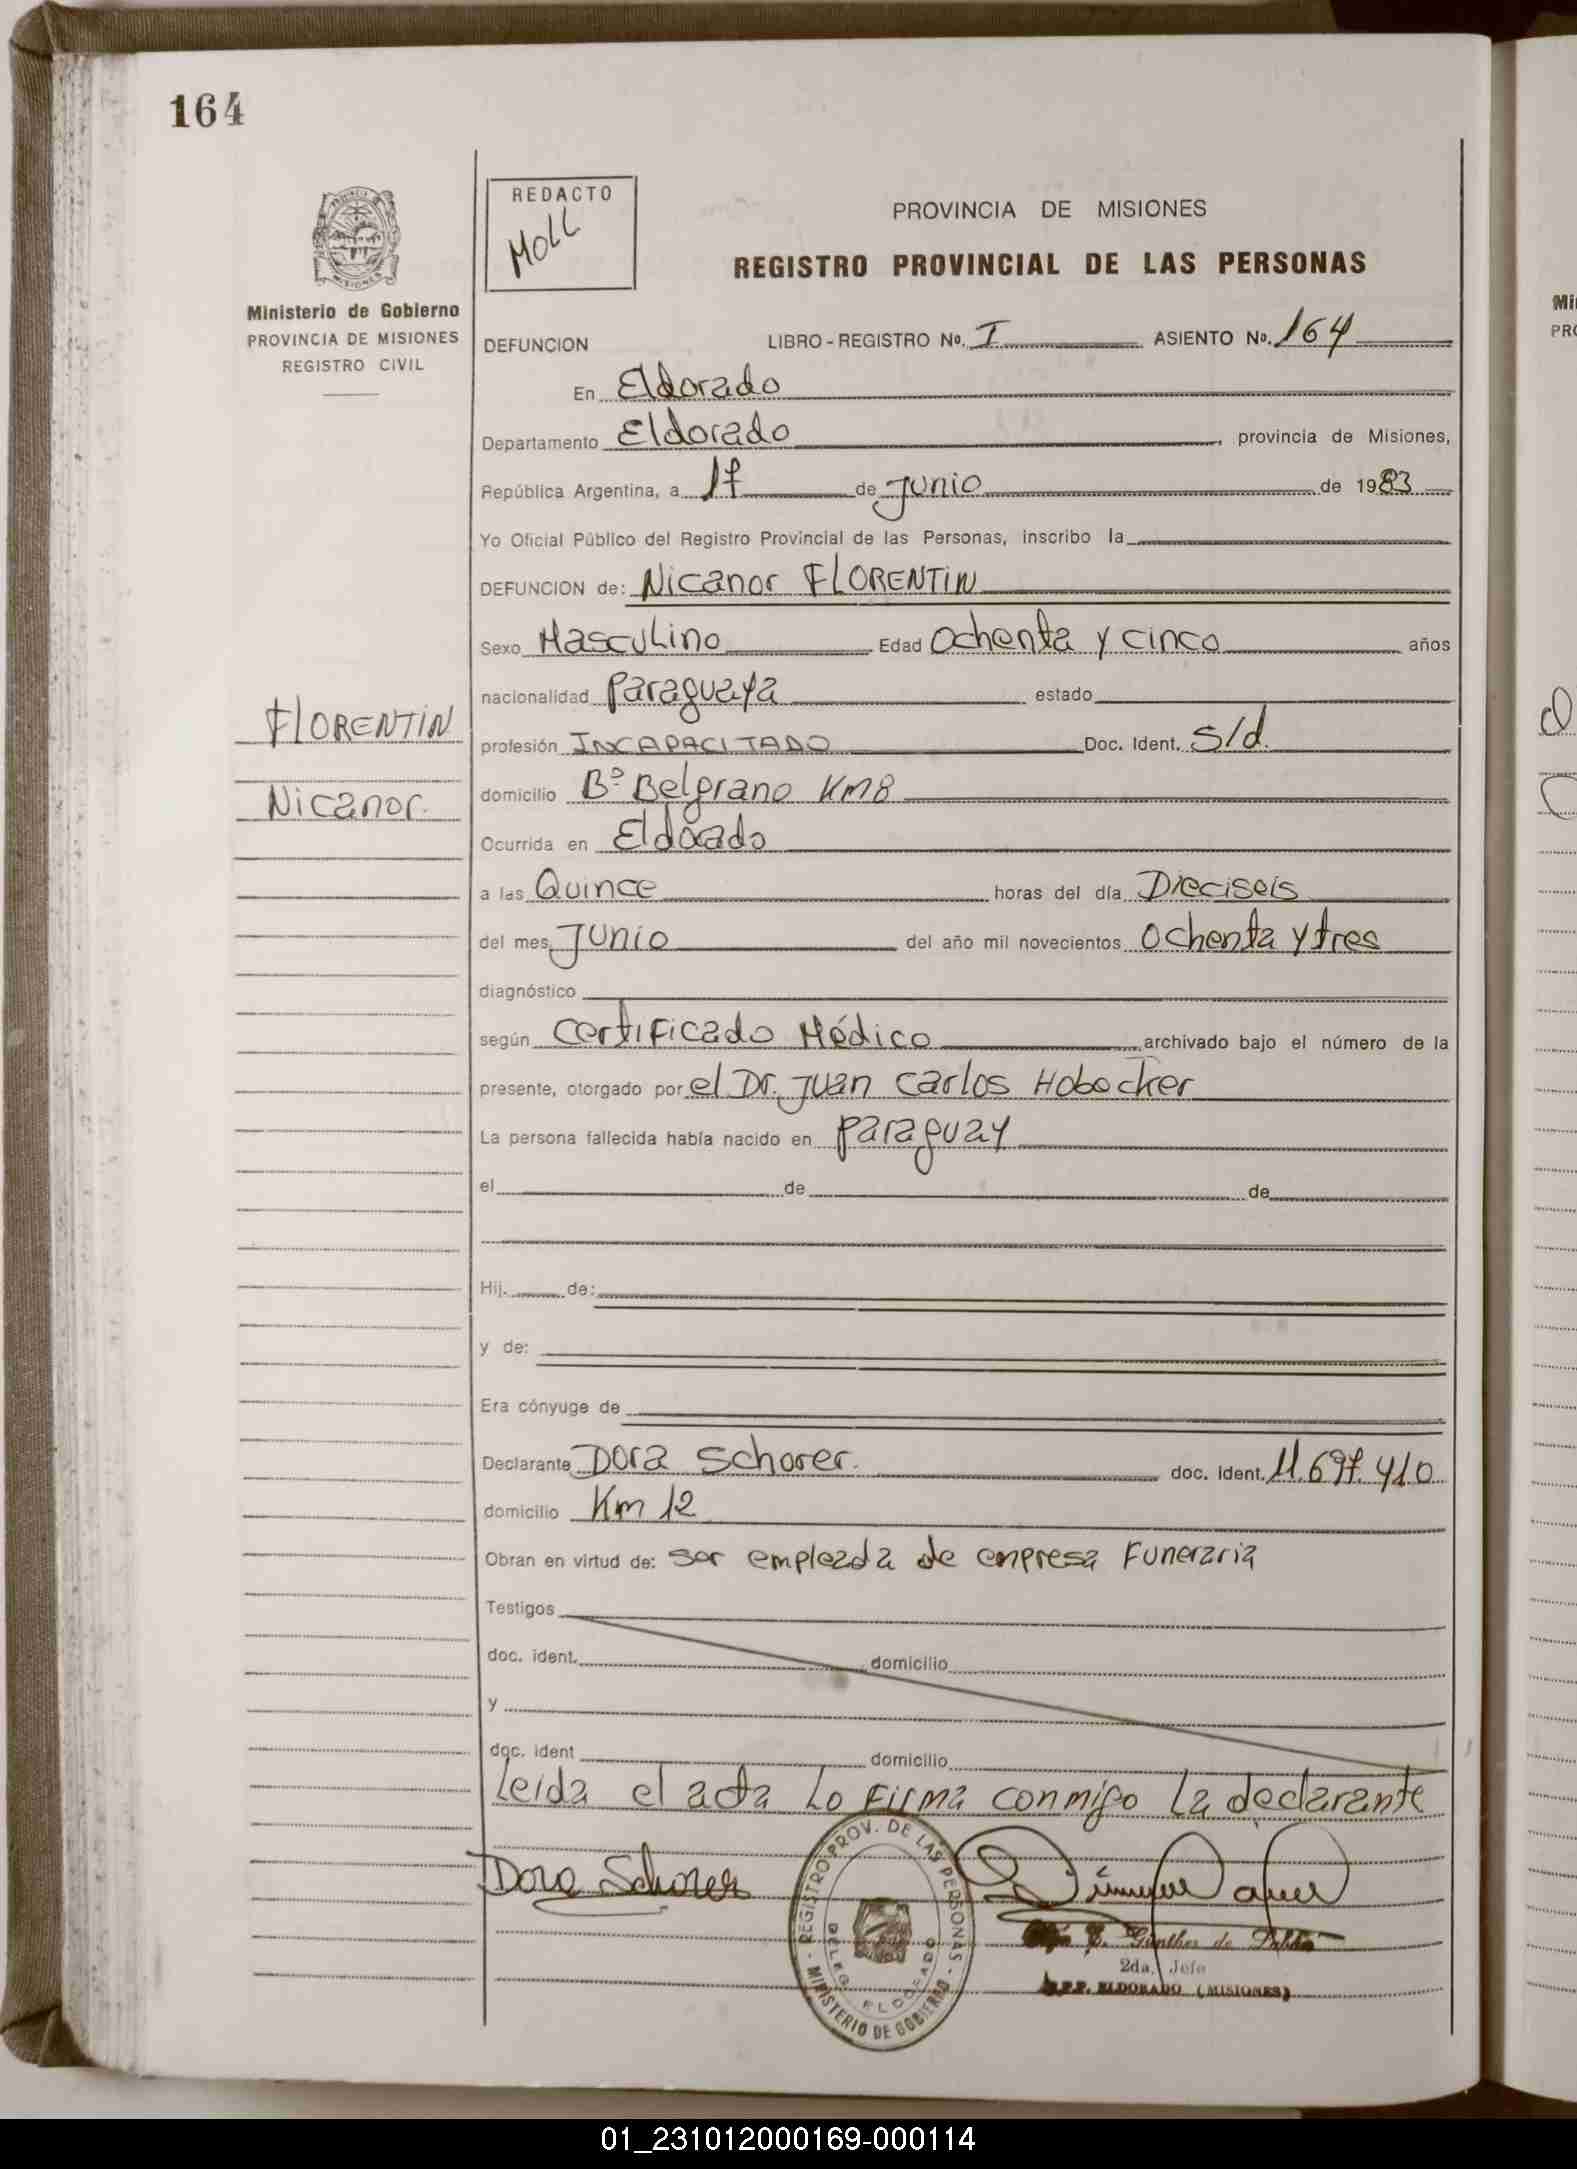 164
REDACTO
MOLL
PROVINCIA DE MISIONES
REGISTRO PROVINCIAL DE LAS PERSONAS
Ministerio de Gobierno
PROVINCIA DE MISIONES
REGISTRO CIVIL
DEFUNCION LIBRO - REGISTRO No. I ASIENTO No. 164
En Eldorado
Departamento Eldorado, provincia de Misiones,
República Argentina, a 17 de Junio de 1983
Yo Oficial Público del Registro Provincial de las Personas, inscribo la
DEFUNCION de: Nicanor FLORENTIN
Sexo Masculino Edad Ochenta y cinco años
nacionalidad Paraguaya estado
FLORENTIN
Nicanor.
profesión INCAPACITADO Doc. Ident. S/d.
domicilio Bº Belgrano KM8
Ocurrida en Eldorado
a las Quince horas del día Dieciseis
del mes Junio del año mil novecientos Ochenta y tres
diagnóstico
según Certificado Médico archivado bajo el número de la
presente, otorgado por el Dr. Juan Carlos Hobecker
La persona fallecida había nacido en Paraguay
el de de
Hij. de:
y de:
Era cónyuge de
Declarante Dora Schorer. doc. ident. 11.697.410
domicilio Km 12
Obran en virtud de: ser empleada de empresa Funeraria
Testigos
doc. ident. domicilio
y
doc. ident domicilio
Leida el acta Lo Firma conmigo La declarante
Dora Schorer
REGISTRO PROV. DE LAS PERSONAS
DELEG. ELDORADO
MINISTERIO DE GOBIERNO
Günther de
2da. Jefe
R.P.P. ELDORADO (MISIONES)
Mi
PRO
01_231012000169-000114